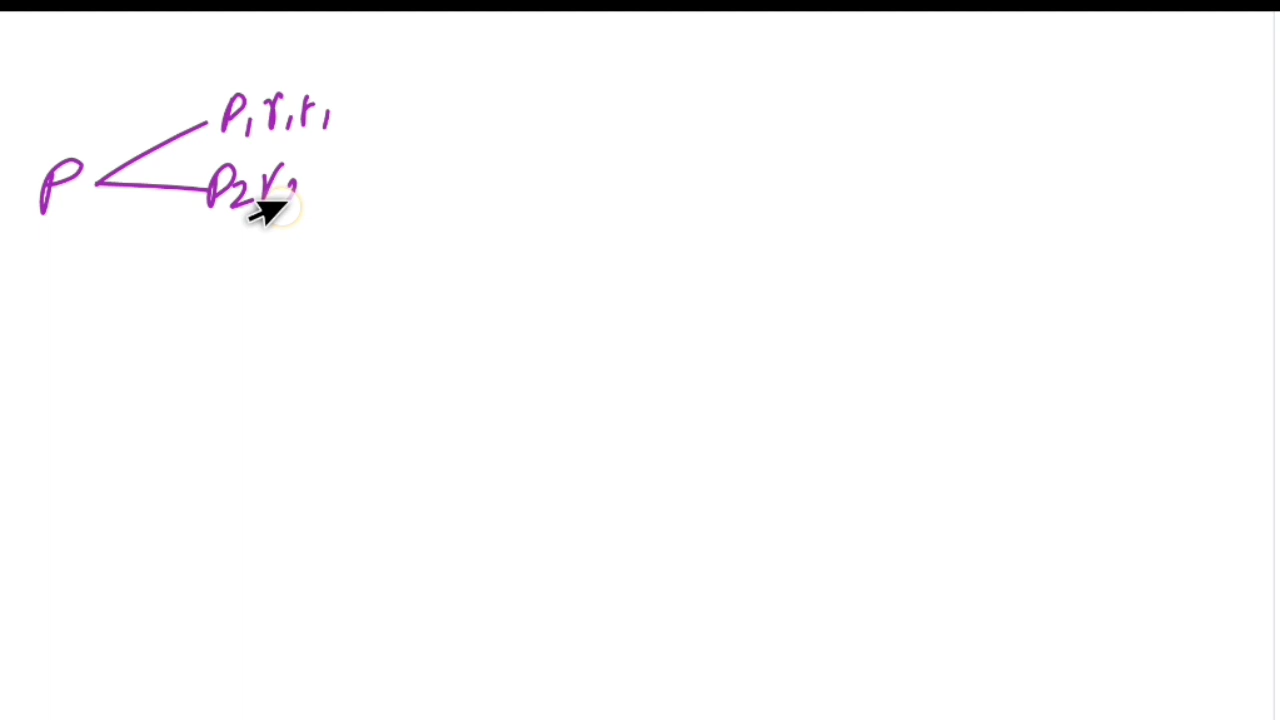 P₁ r₁ t₁
P
P₂ r₂